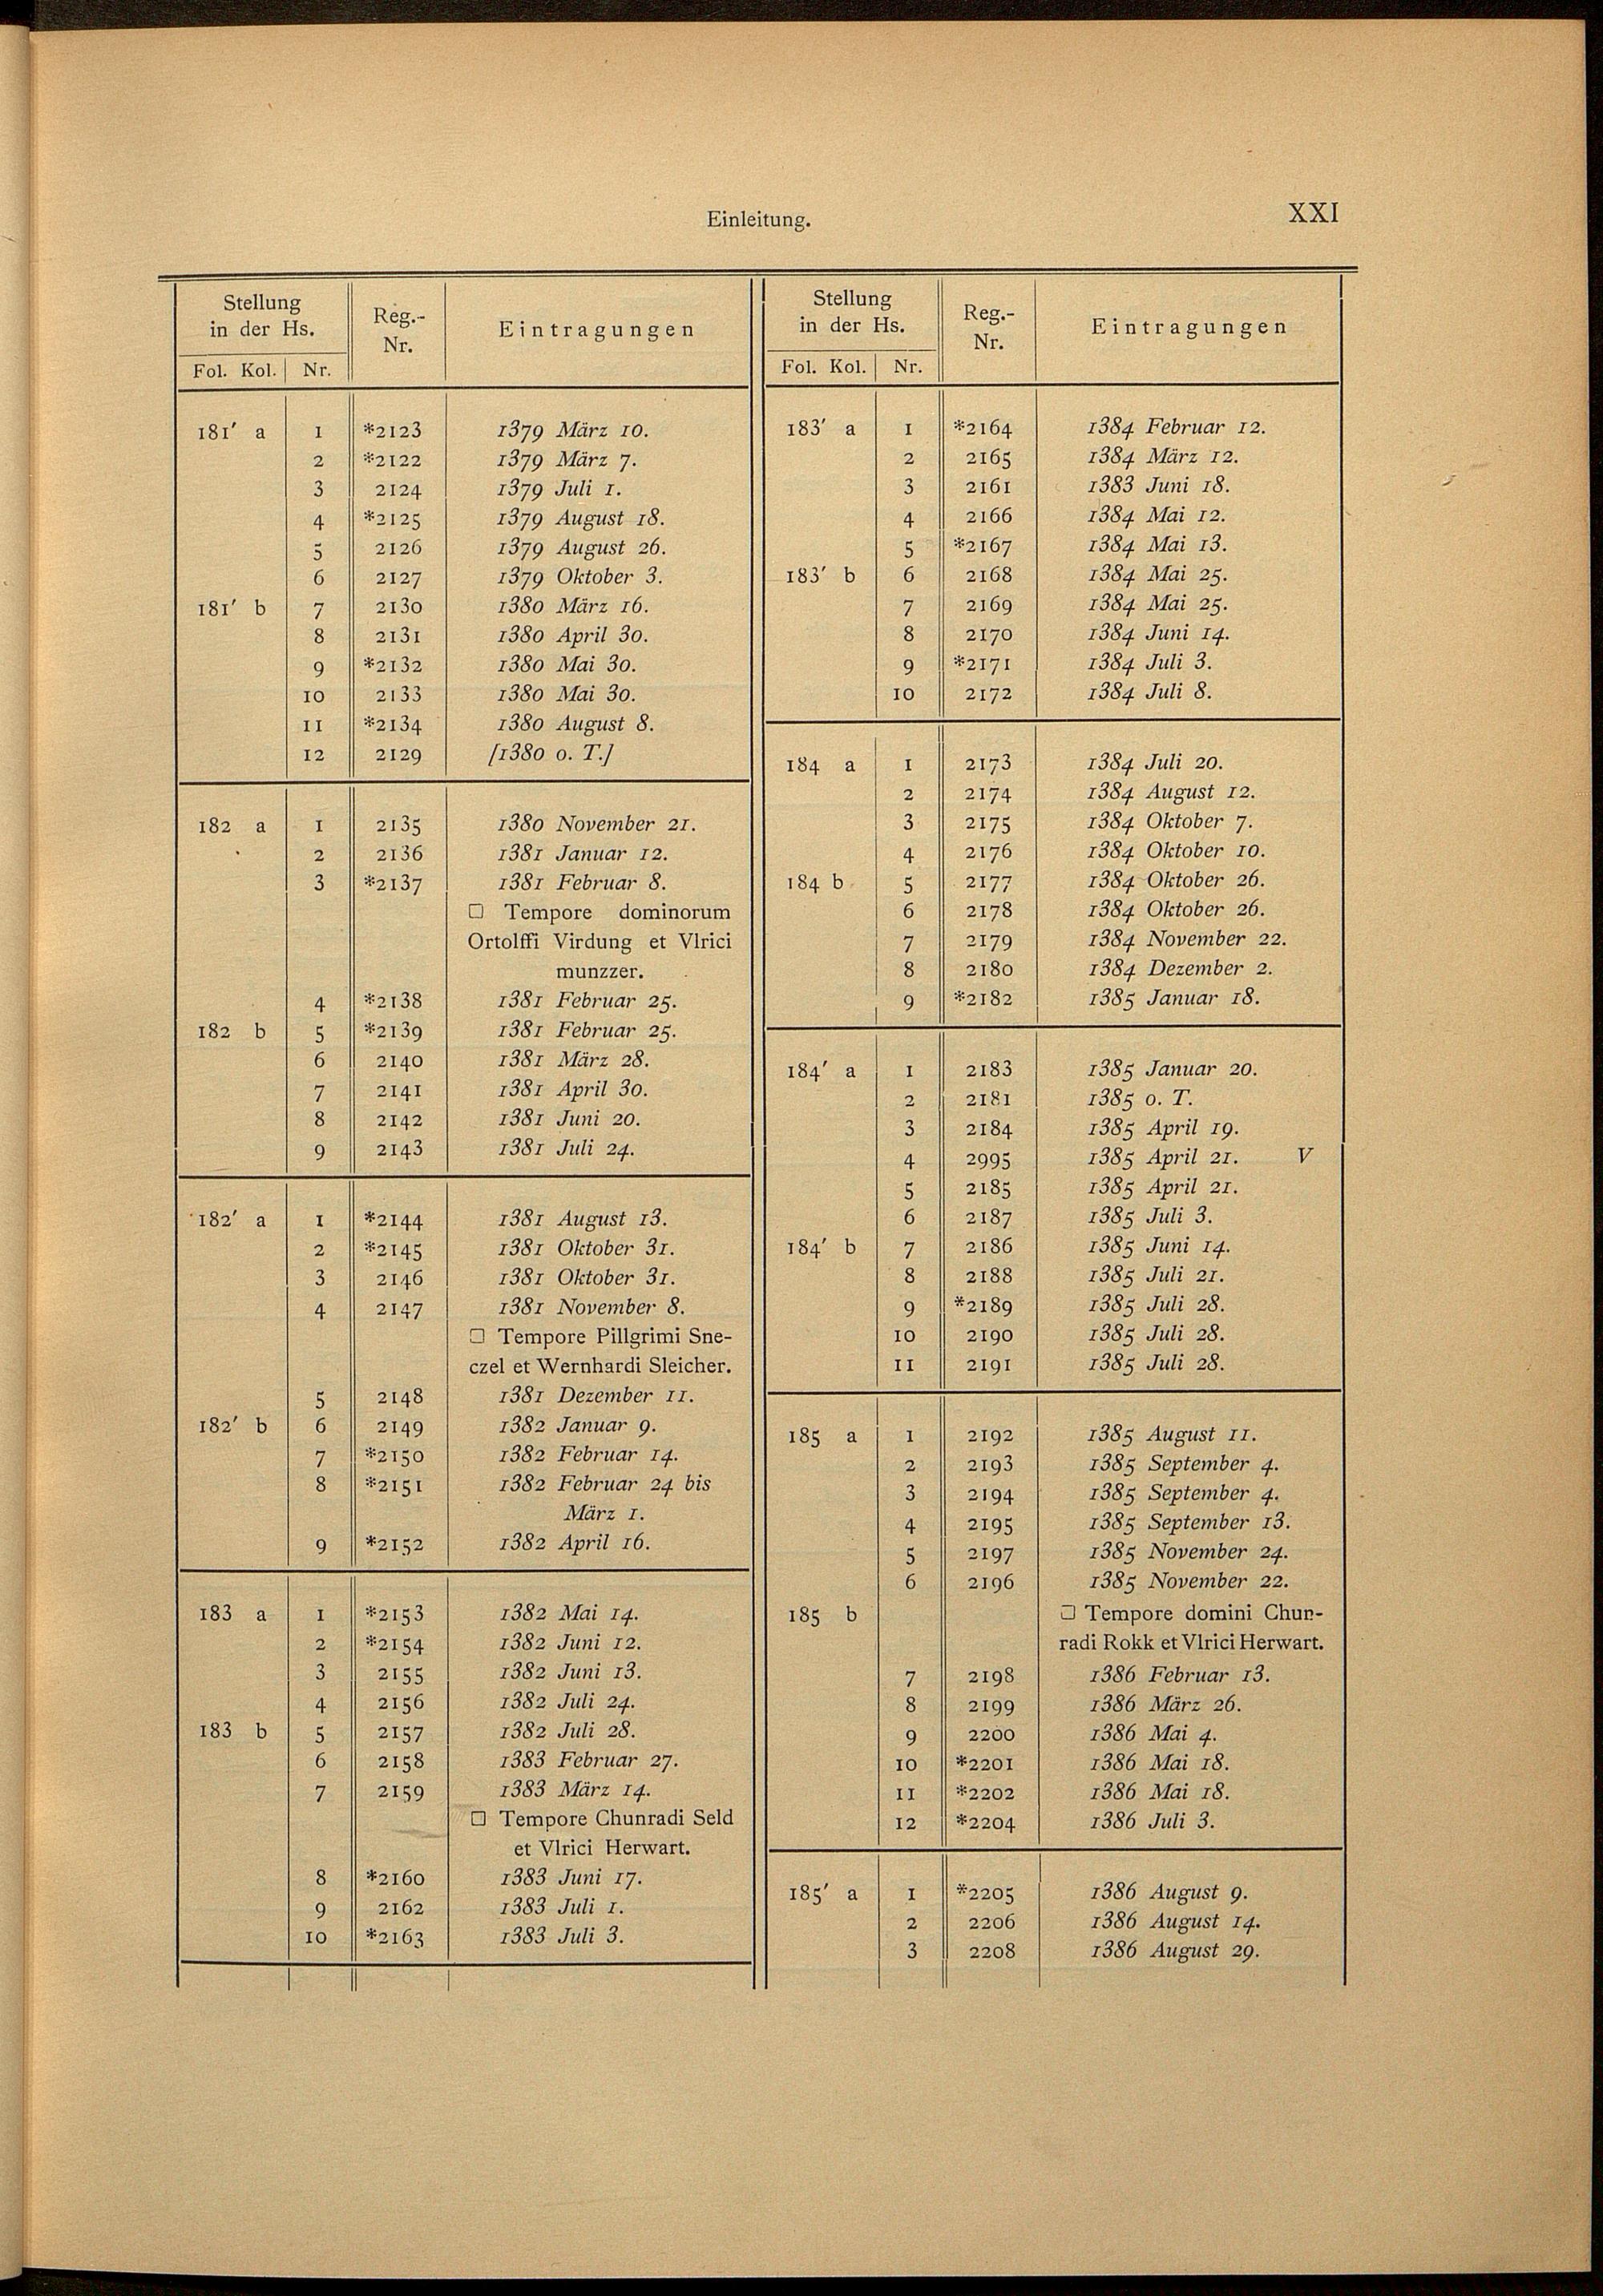 Einleitung.
XXI
Stellung
in der Hs.
Reg.-
Nr.
Eintragungen
Fol. Kol. Nr.
181′ a 1 *2123 1379 März 10.
2 *2122 1379 März 7.
3 2124 1379 Juli 1.
4 *2125 1379 August 18.
5 2126 1379 August 26.
6 2127 1379 Oktober 3.
181′ b 7 2130 1380 März 16.
8 2131 1380 April 30.
9 *2132 1380 Mai 30.
10 2133 1380 Mai 30.
11 *2134 1380 August 8.
12 2129 [1380 o. T.]
182 a 1 2135 1380 November 21.
2 2136 1381 Januar 12.
3 *2137 1381 Februar 8.
□ Tempore dominorum
Ortolffi Virdung et Vlrici
munzzer.
4 *2138 1381 Februar 25.
182 b 5 *2139 1381 Februar 25.
6 2140 1381 März 28.
7 2141 1381 April 30.
8 2142 1381 Juni 20.
9 2143 1381 Juli 24.
182′ a 1 *2144 1381 August 13.
2 *2145 1381 Oktober 31.
3 2146 1381 Oktober 31.
4 2147 1381 November 8.
□ Tempore Pillgrimi Sne-
czel et Wernhardi Sleicher.
5 2148 1381 Dezember 11.
182′ b 6 2149 1382 Januar 9.
7 *2150 1382 Februar 14.
8 *2151 1382 Februar 24 bis
März 1.
9 *2152 1382 April 16.
183 a 1 *2153 1382 Mai 14.
2 *2154 1382 Juni 12.
3 2155 1382 Juni 13.
4 2156 1382 Juli 24.
183 b 5 2157 1382 Juli 28.
6 2158 1383 Februar 27.
7 2159 1383 März 14.
□ Tempore Chunradi Seld
et Vlrici Herwart.
8 *2160 1383 Juni 17.
9 2162 1383 Juli 1.
10 *2163 1383 Juli 3.
Stellung
in der Hs.
Reg.-
Nr.
Eintragungen
Fol. Kol. Nr.
183′ a 1 *2164 1384 Februar 12.
2 2165 1384 März 12.
3 2161 1383 Juni 18.
4 2166 1384 Mai 12.
5 *2167 1384 Mai 13.
183′ b 6 2168 1384 Mai 25.
7 2169 1384 Mai 25.
8 2170 1384 Juni 14.
9 *2171 1384 Juli 3.
10 2172 1384 Juli 8.
184 a 1 2173 1384 Juli 20.
2 2174 1384 August 12.
3 2175 1384 Oktober 7.
4 2176 1384 Oktober 10.
184 b 5 2177 1384 Oktober 26.
6 2178 1384 Oktober 26.
7 2179 1384 November 22.
8 2180 1384 Dezember 2.
9 *2182 1385 Januar 18.
184′ a 1 2183 1385 Januar 20.
2 2181 1385 o. T.
3 2184 1385 April 19.
4 2995 1385 April 21. V
5 2185 1385 April 21.
6 2187 1385 Juli 3.
184′ b 7 2186 1385 Juni 14.
8 2188 1385 Juli 21.
9 *2189 1385 Juli 28.
10 2190 1385 Juli 28.
11 2191 1385 Juli 28.
185 a 1 2192 1385 August 11.
2 2193 1385 September 4.
3 2194 1385 September 4.
4 2195 1385 September 13.
5 2197 1385 November 24.
6 2196 1385 November 22.
185 b □ Tempore domini Chun-
radi Rokk et Vlrici Herwart.
7 2198 1386 Februar 13.
8 2199 1386 März 26.
9 2200 1386 Mai 4.
10 *2201 1386 Mai 18.
11 *2202 1386 Mai 18.
12 *2204 1386 Juli 3.
185′ a 1 *2205 1386 August 9.
2 2206 1386 August 14.
3 2208 1386 August 29.